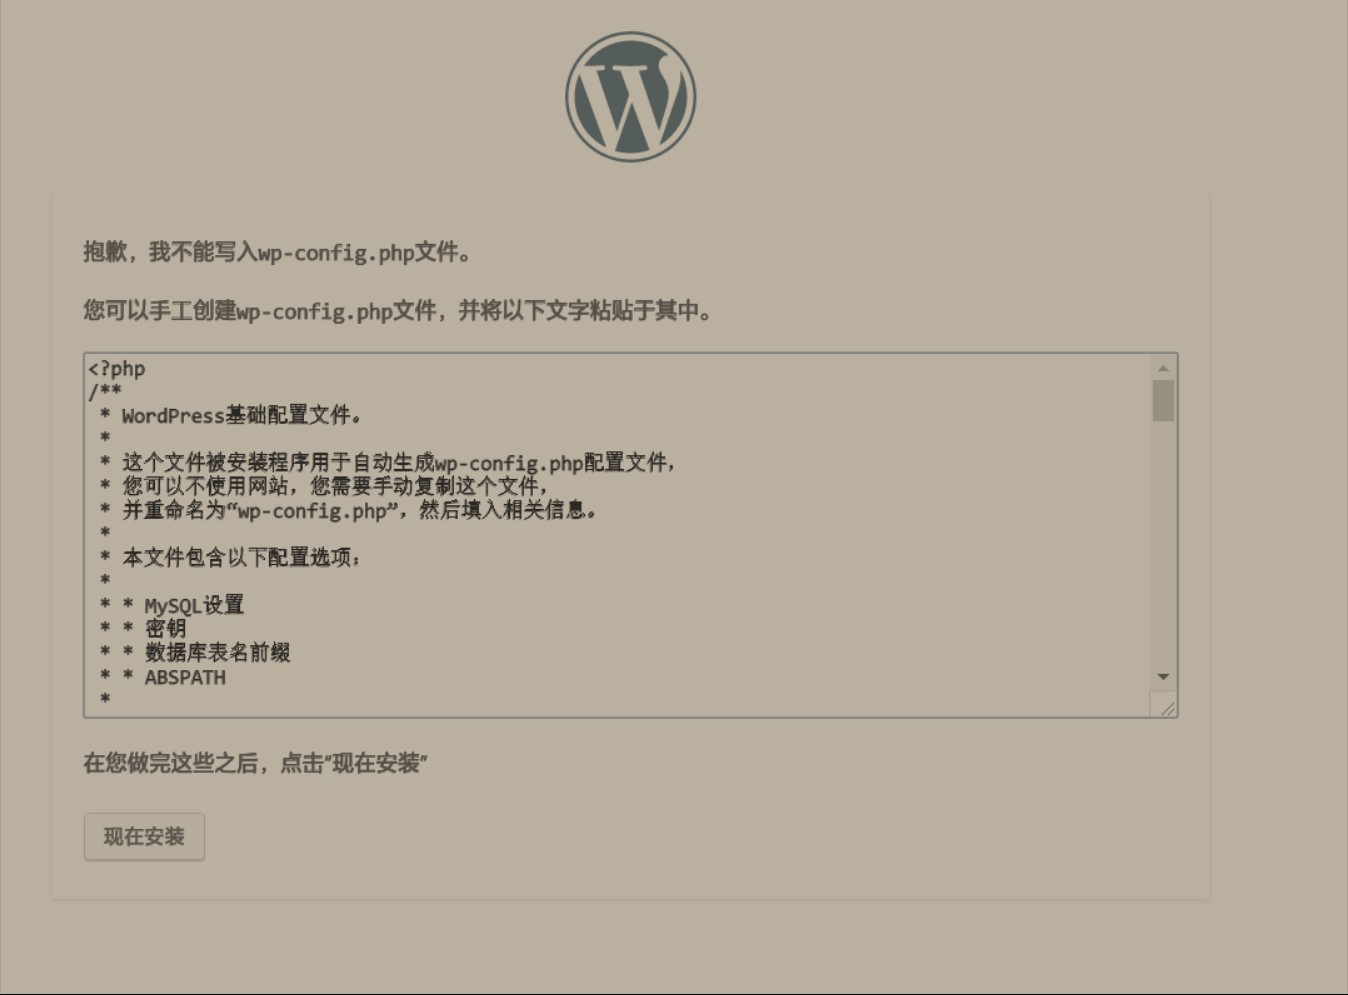 抱歉，我不能写入wp-config.php文件。
您可以手工创建wp-config.php文件，并将以下文字粘贴于其中。
<?php
/**
 * WordPress基础配置文件。
 *
 * 这个文件被安装程序用于自动生成wp-config.php配置文件，
 * 您可以不使用网站，您需要手动复制这个文件，
 * 并重命名为“wp-config.php”，然后填入相关信息。
 *
 * 本文件包含以下配置选项：
 *
 * * MySQL设置
 * * 密钥
 * * 数据库表名前缀
 * * ABSPATH
 *
在您做完这些之后，点击“现在安装”
现在安装